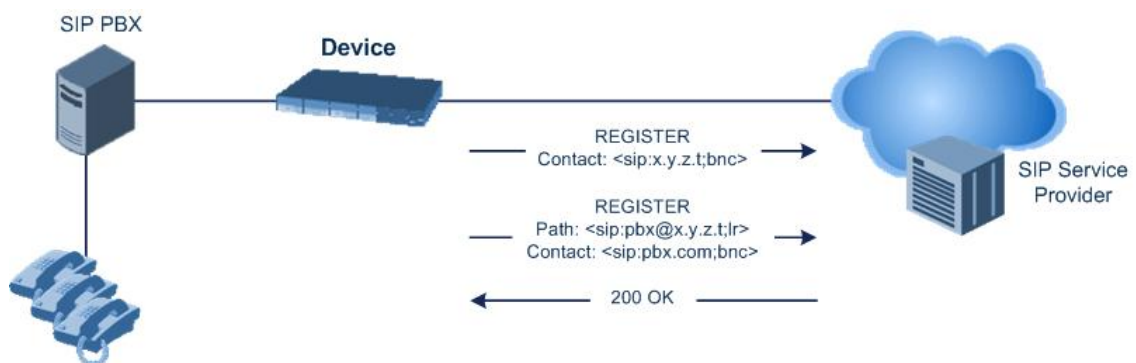 SIP PBX
Device
REGISTER
Contact: <sip:x.y.z.t;bnc>
REGISTER
Path: <sip:pbx@x.y.z.t;lr>
Contact: <sip:pbx.com;bnc>
200 OK
SIP Service
Provider